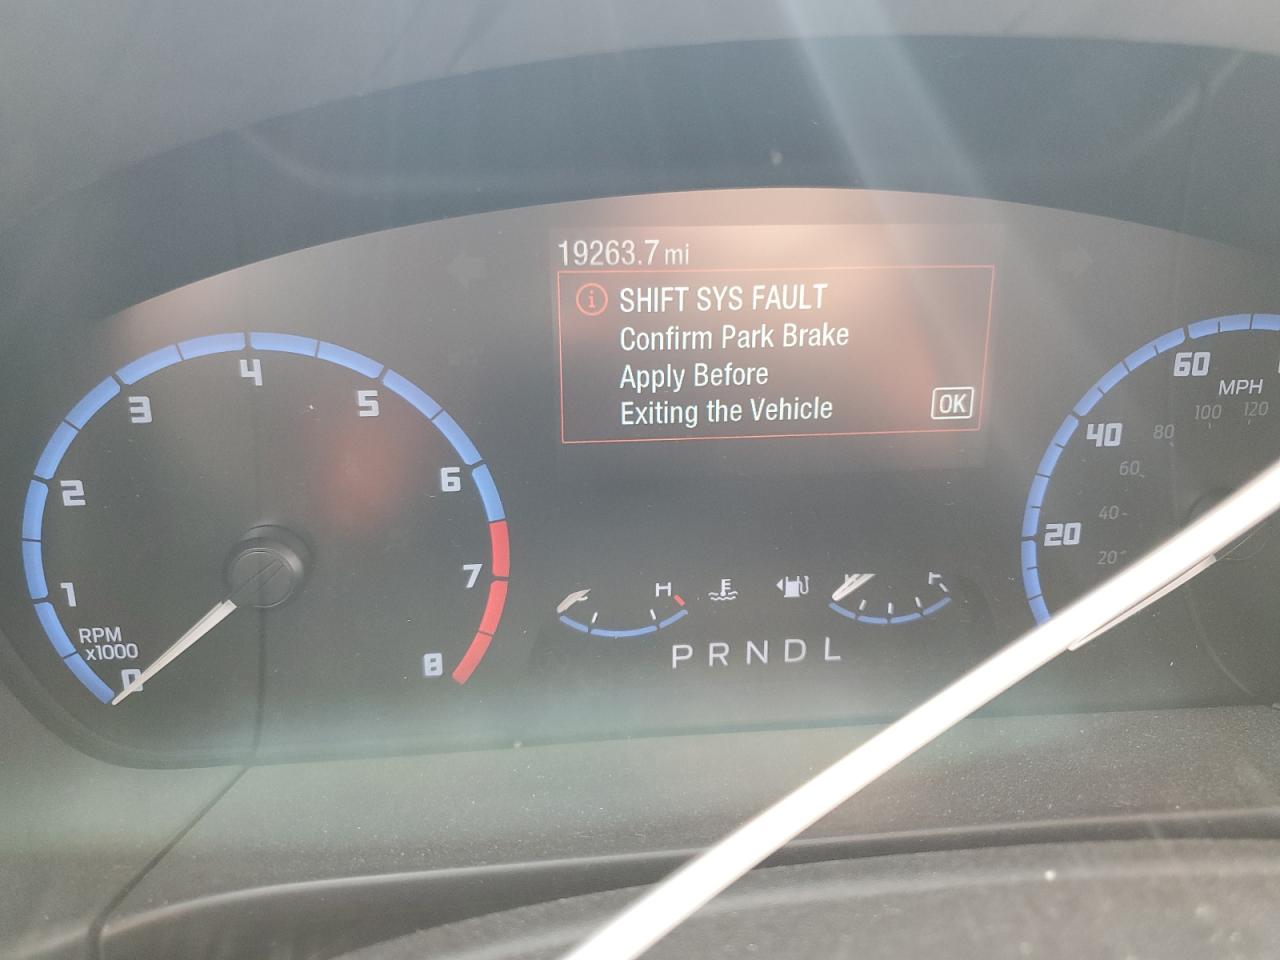 19263.7 mi
SHIFT SYS FAULT
Confirm Park Brake
Apply Before
Exiting the Vehicle
OK
4
3
5
2
6
1
7
RPM
x1000
0
8
H
PRNDL
60
MPH
100 120
40
80
60
40
20
20